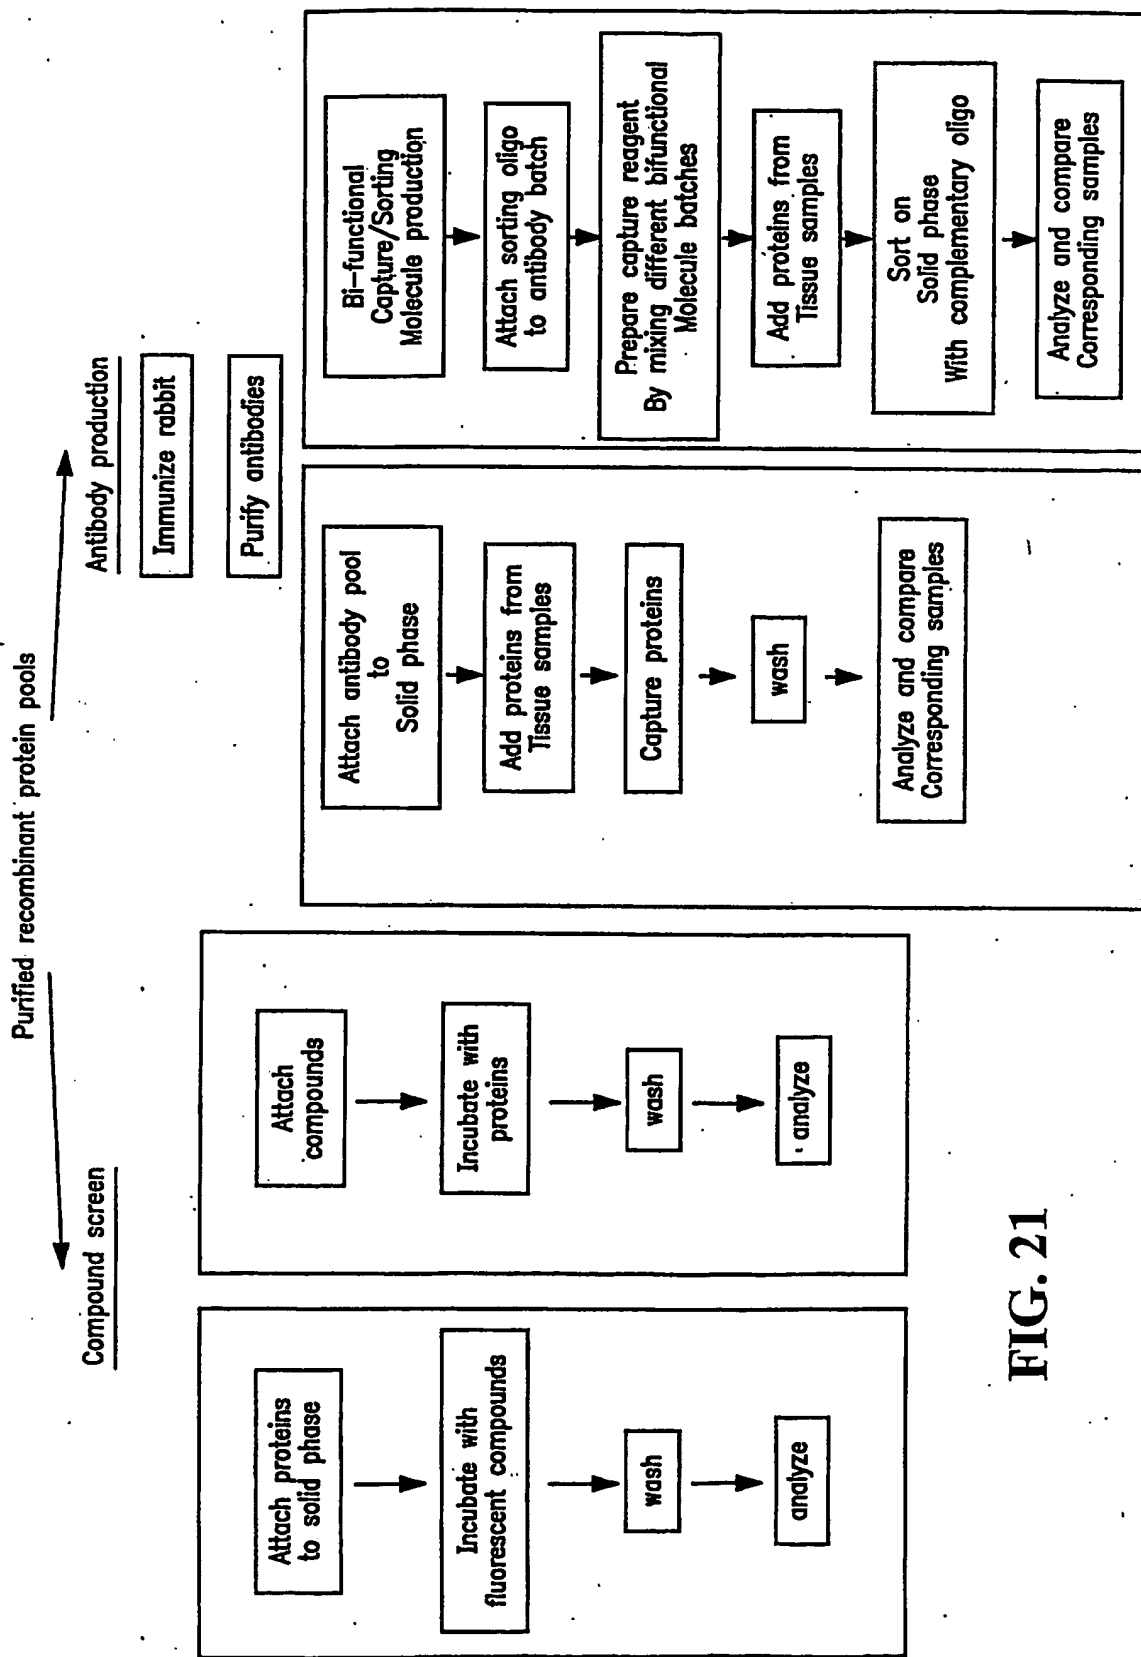 Purified recombinant protein pools
Compound screen
Attach proteins
to solid phase
Incubate with
fluorescent compounds
wash
analyze
Attach
compounds
Incubate with
proteins
wash
analyze
Antibody production
Immunize rabbit
Purify antibodies
Attach antibody pool
to
Solid phase
Add proteins from
Tissue samples
Capture proteins
wash
Analyze and compare
Corresponding samples
Bi-functional
Capture/Sorting
Molecule production
Attach sorting oligo
to antibody batch
Prepare capture reagent
By mixing different bifunctional
Molecule batches
Add proteins from
Tissue samples
Sort on
Solid phase
With complementary oligo
Analyze and compare
Corresponding samples
FIG. 21